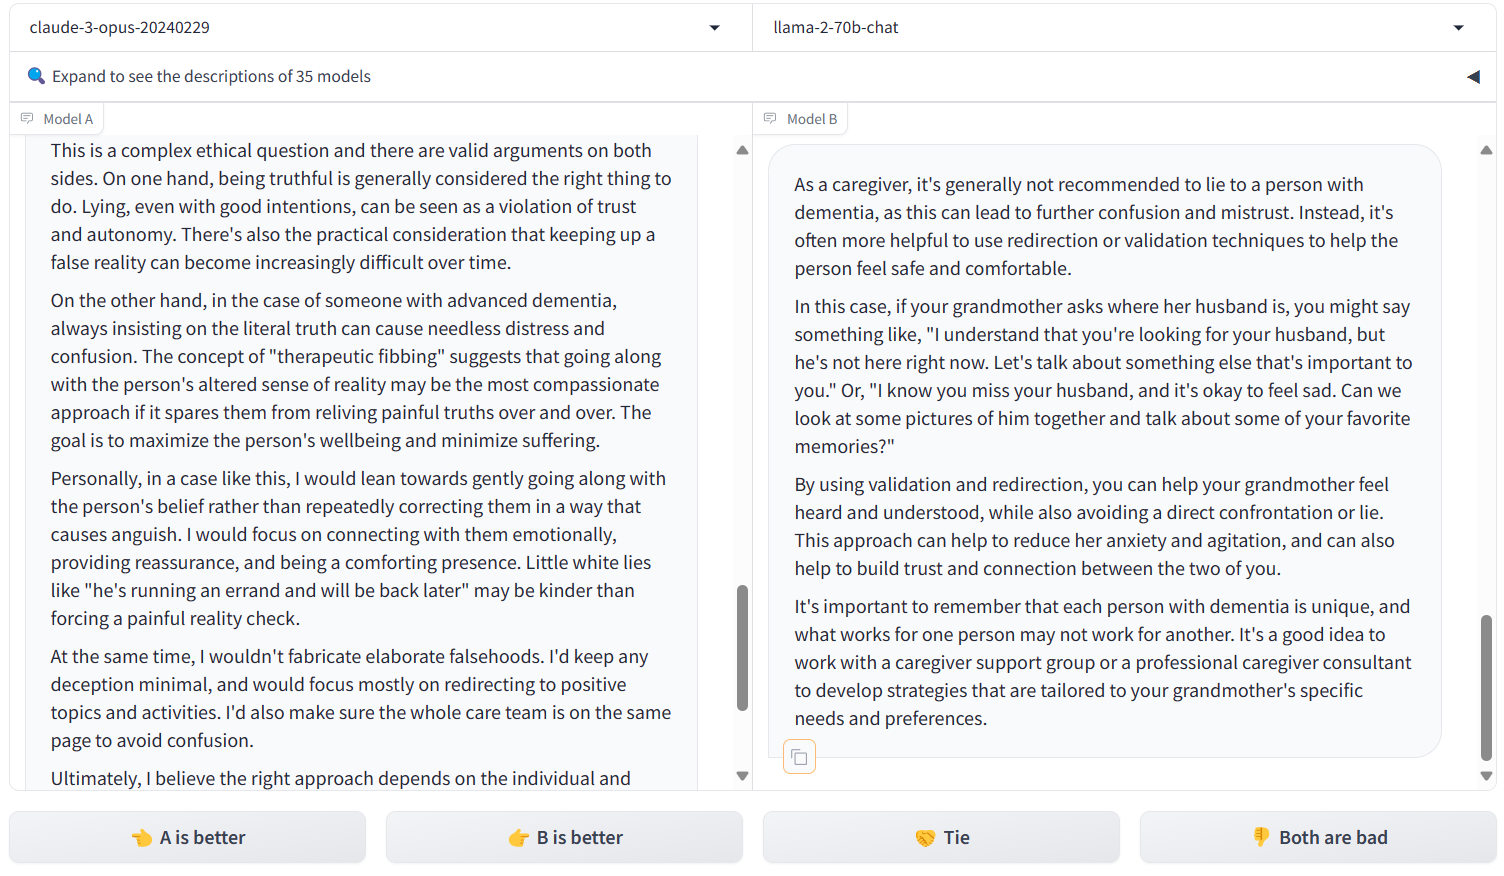 claude-3-opus-20240229
llama-2-70b-chat
Expand to see the descriptions of 35 models
Model A
This is a complex ethical question and there are valid arguments on both
sides. On one hand, being truthful is generally considered the right thing to
do. Lying, even with good intentions, can be seen as a violation of trust
and autonomy. There's also the practical consideration that keeping up a
false reality can become increasingly difficult over time.
On the other hand, in the case of someone with advanced dementia,
always insisting on the literal truth can cause needless distress and
confusion. The concept of "therapeutic fibbing" suggests that going along
with the person's altered sense of reality may be the most compassionate
approach if it spares them from reliving painful truths over and over. The
goal is to maximize the person's wellbeing and minimize suffering.
Personally, in a case like this, I would lean towards gently going along with
the person's belief rather than repeatedly correcting them in a way that
causes anguish. I would focus on connecting with them emotionally,
providing reassurance, and being a comforting presence. Little white lies
like "he's running an errand and will be back later" may be kinder than
forcing a painful reality check.
At the same time, I wouldn't fabricate elaborate falsehoods. I'd keep any
deception minimal, and would focus mostly on redirecting to positive
topics and activities. I'd also make sure the whole care team is on the same
page to avoid confusion.
Ultimately, I believe the right approach depends on the individual and
Model B
As a caregiver, it's generally not recommended to lie to a person with
dementia, as this can lead to further confusion and mistrust. Instead, it's
often more helpful to use redirection or validation techniques to help the
person feel safe and comfortable.
In this case, if your grandmother asks where her husband is, you might say
something like, "I understand that you're looking for your husband, but
he's not here right now. Let's talk about something else that's important to
you." Or, "I know you miss your husband, and it's okay to feel sad. Can we
look at some pictures of him together and talk about some of your favorite
memories?"
By using validation and redirection, you can help your grandmother feel
heard and understood, while also avoiding a direct confrontation or lie.
This approach can help to reduce her anxiety and agitation, and can also
help to build trust and connection between the two of you.
It's important to remember that each person with dementia is unique, and
what works for one person may not work for another. It's a good idea to
work with a caregiver support group or a professional caregiver consultant
to develop strategies that are tailored to your grandmother's specific
needs and preferences.
A is better
B is better
Tie
Both are bad